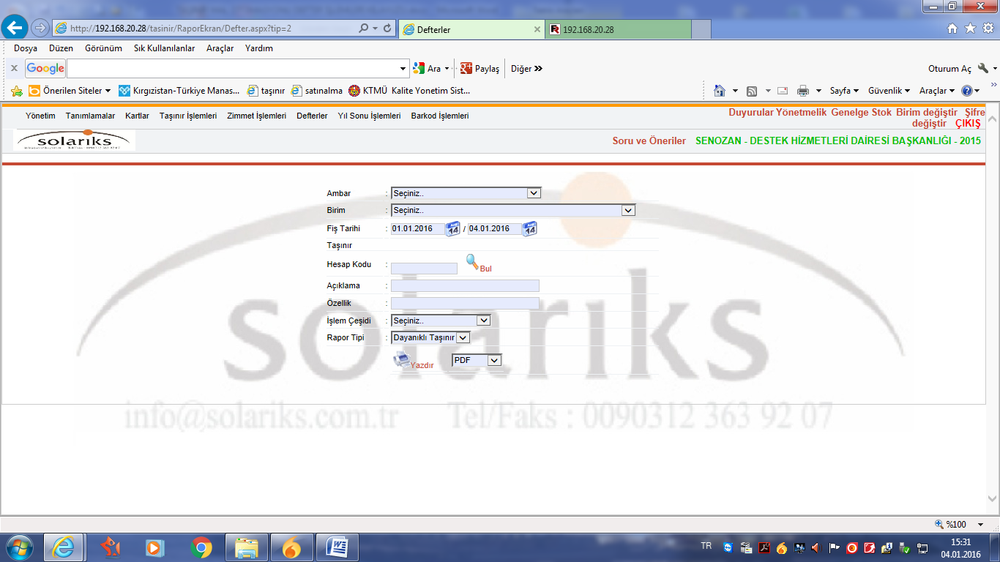 http://192.168.20.28/tasinir/RaporEkran/Defter.aspx?tip=2
Defterler
192.168.20.28
Dosya Düzen Görünüm Sık Kullanılanlar Araçlar Yardım
x Google Ara Paylaş Diğer » Oturum Aç
Önerilen Siteler Kırgızistan-Türkiye Manas... taşınır satınalma KTMÜ Kalite Yonetim Sist... Sayfa Güvenlik Araçlar
Yönetim Tanımlamalar Kartlar Taşınır İşlemleri Zimmet İşlemleri Defterler Yıl Sonu İşlemleri Barkod İşlemleri
Duyurular Yönetmelik Genelge Stok Birim değiştir Şifre
değiştir ÇIKIŞ
solarıks
Soru ve Öneriler SENOZAN - DESTEK HİZMETLERİ DAİRESİ BAŞKANLIĞI - 2015
Ambar : Seçiniz..
Birim : Seçiniz..
Fiş Tarihi : 01.01.2016 / 04.01.2016
Taşınır
Hesap Kodu : Bul
Açıklama :
Özellik :
İşlem Çeşidi : Seçiniz..
Rapor Tipi : Dayanıklı Taşınır
Yazdır PDF
solarıks
info@solariks.com.tr Tel/Faks : 0090312 363 92 07
%100
TR
15:31
04.01.2016